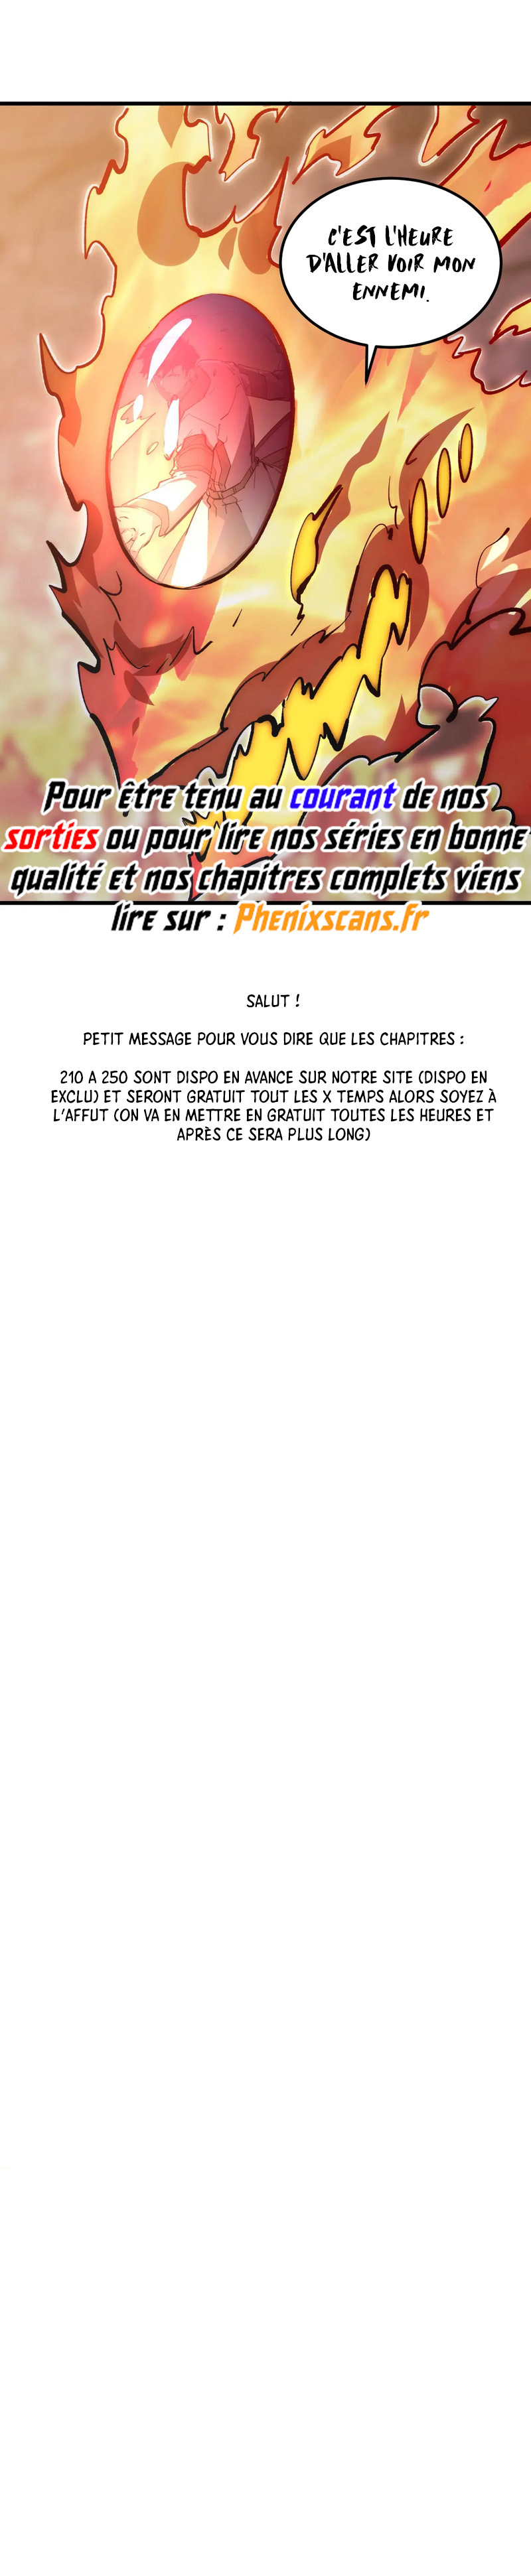 C'EST L'HEURE
D'ALLER VOIR MON
ENNEMI.
Pour être tenu au courant de nos
sorties ou pour lire nos séries en bonne
qualité et nos chapitres complets viens
lire sur : Phenixscans.fr
SALUT !
PETIT MESSAGE POUR VOUS DIRE QUE LES CHAPITRES :
210 A 250 SONT DISPO EN AVANCE SUR NOTRE SITE (DISPO EN
EXCLU) ET SERONT GRATUIT TOUT LES X TEMPS ALORS SOYEZ À
L'AFFUT (ON VA EN METTRE EN GRATUIT TOUTES LES HEURES ET
APRÈS CE SERA PLUS LONG)